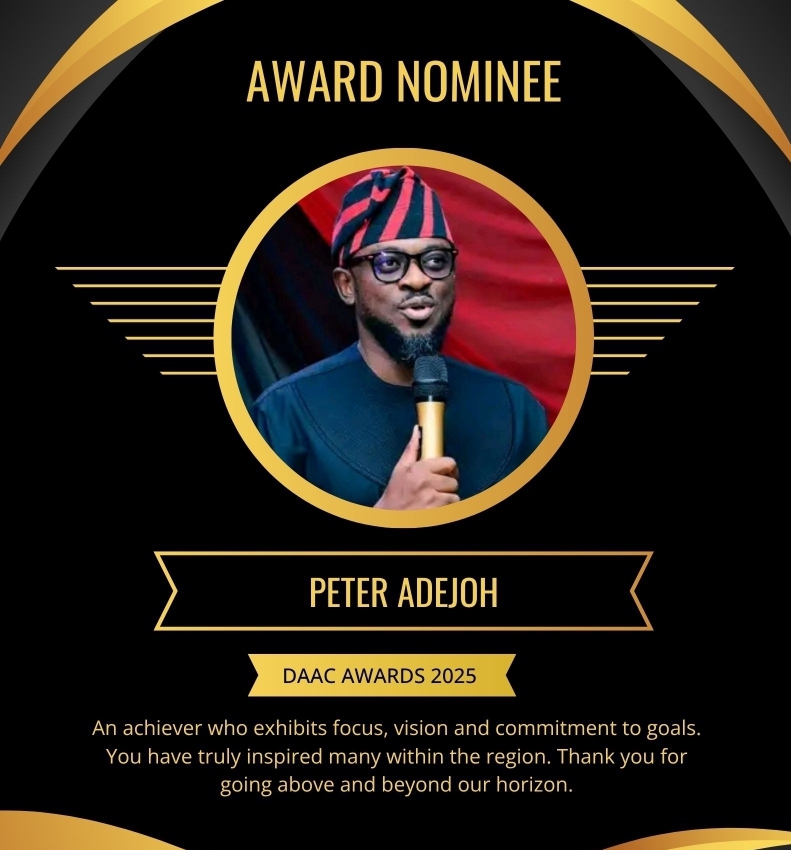 AWARD NOMINEE
PETER ADEJOH
DAAC AWARDS 2025
An achiever who exhibits focus, vision and commitment to goals.
You have truly inspired many within the region. Thank you for
going above and beyond our horizon.